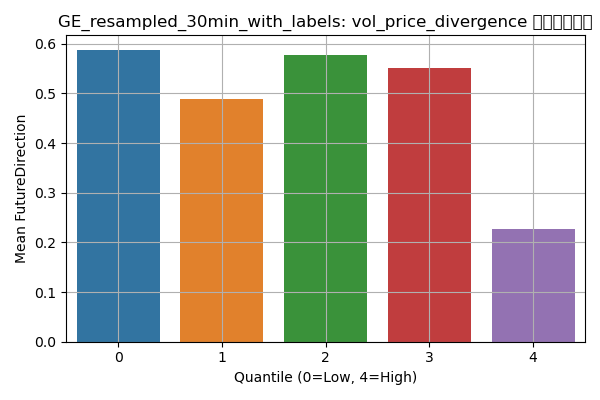 GE_resampled_30min_with_labels: vol_price_divergence
Mean FutureDirection
0.6
0.5
0.4
0.3
0.2
0.1
0.0
0 1 2 3 4
Quantile (0=Low, 4=High)